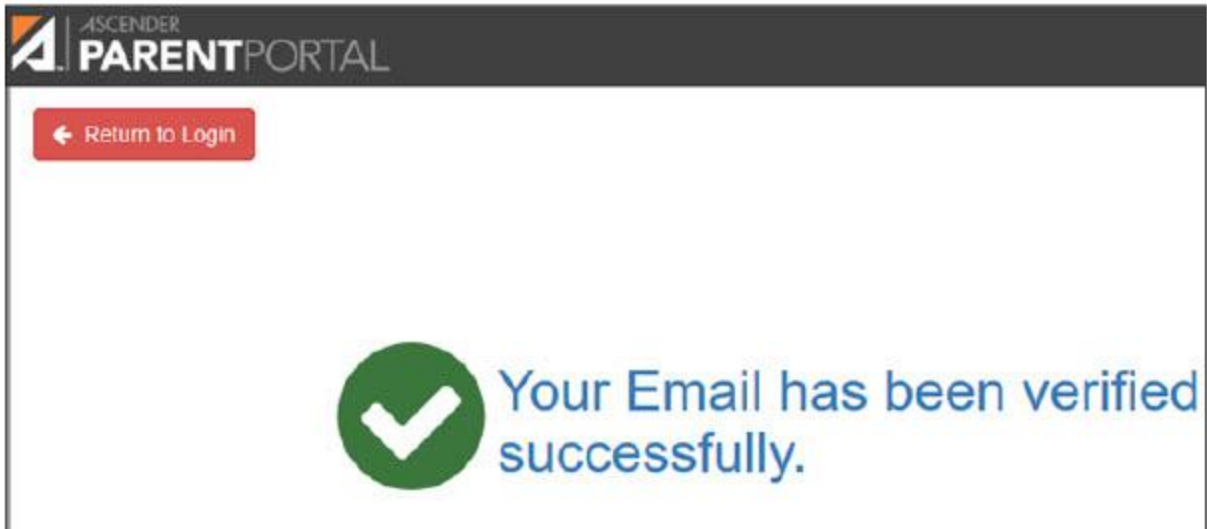 ASCENDER
PARENTPORTAL
Return to Login
Your Email has been verified
successfully.